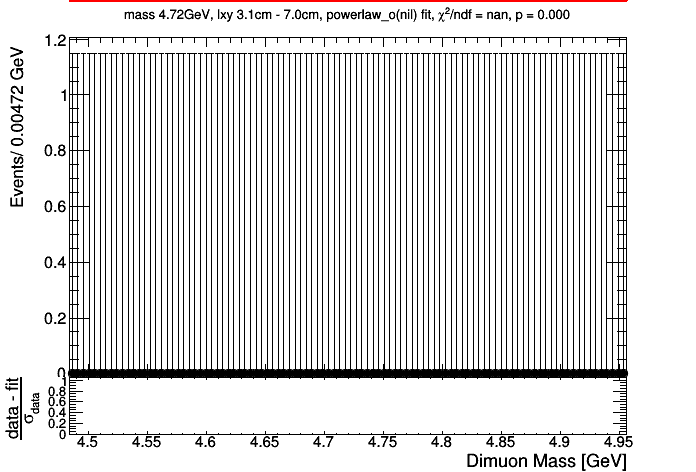 mass 4.72GeV, lxy 3.1cm - 7.0cm, powerlaw_o(nil) fit, χ²/ndf = nan, p = 0.000
Events/ 0.00472 GeV
1.2
1
0.8
0.6
0.4
0.2
0
data - fit
σdata
1
0.8
0.6
0.4
0.2
0
4.5 4.55 4.6 4.65 4.7 4.75 4.8 4.85 4.9 4.95
Dimuon Mass [GeV]